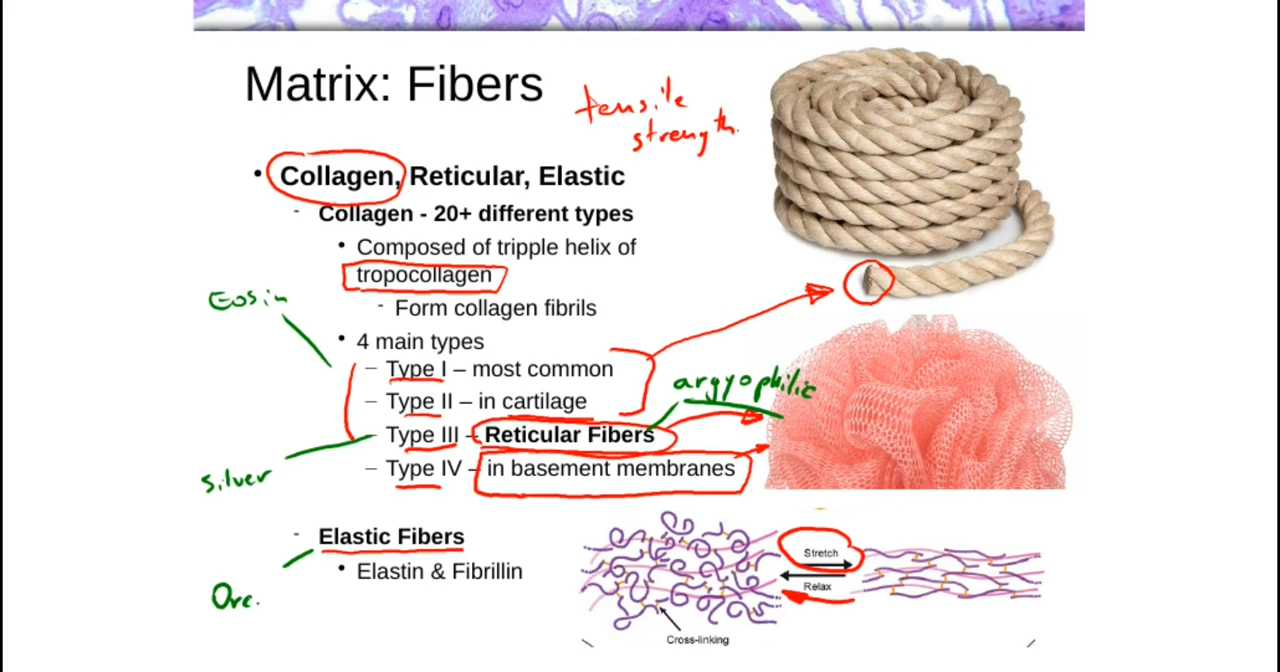 Matrix: Fibers
tensile
strength.
• Collagen, Reticular, Elastic
- Collagen - 20+ different types
• Composed of tripple helix of
tropocollagen
- Form collagen fibrils
Eosin
• 4 main types
– Type I – most common
argyophilic
– Type II – in cartilage
– Type III – Reticular Fibers
– Type IV – in basement membranes
silver
- Elastic Fibers
• Elastin & Fibrillin
Orc.
Stretch
Relax
Cross-linking